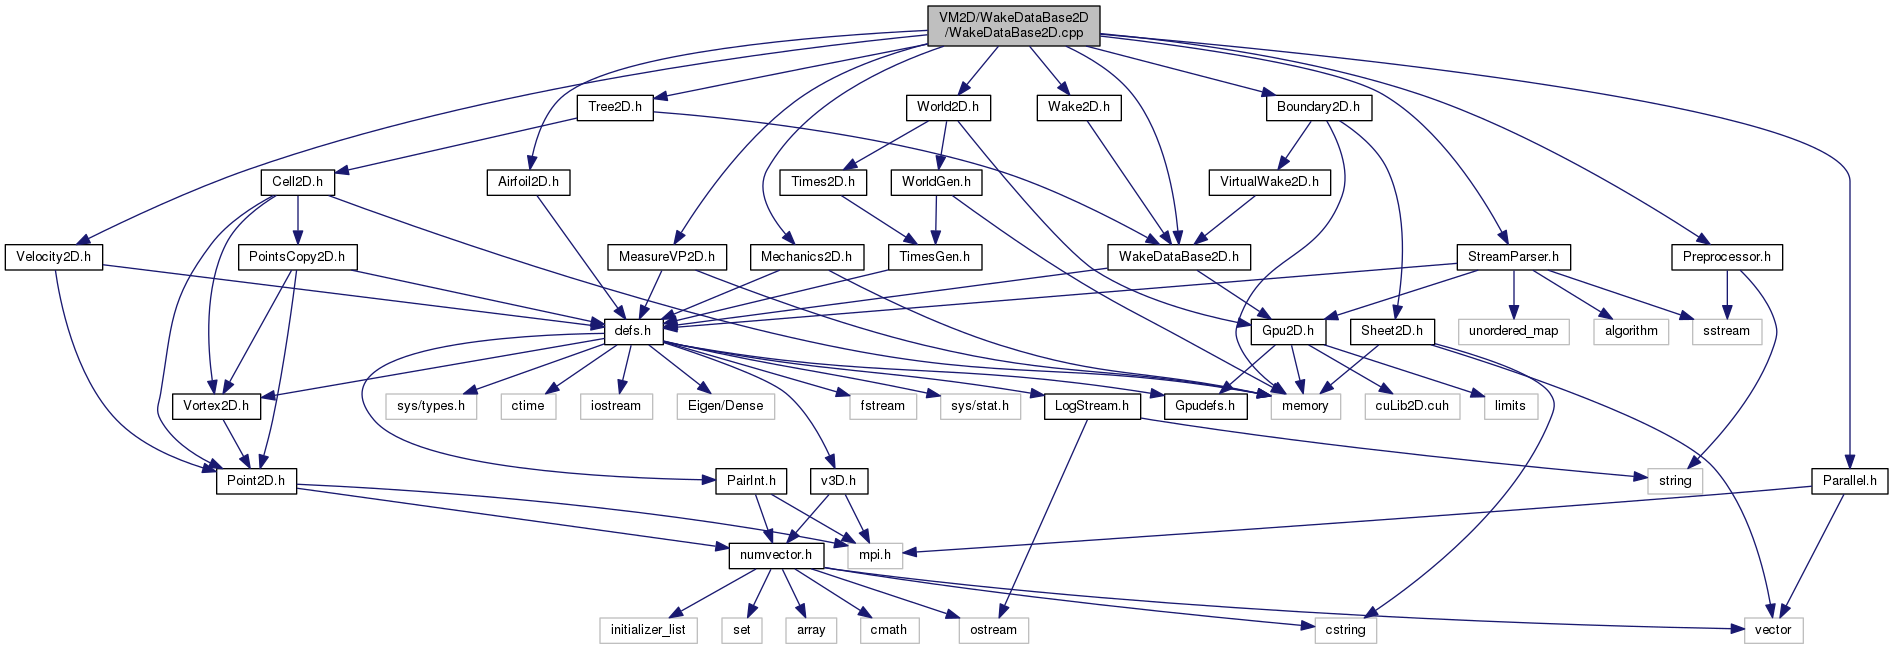 VM2D/WakeDataBase2D
/WakeDataBase2D.cpp
Tree2D.h
World2D.h
Wake2D.h
Boundary2D.h
Cell2D.h
Airfoil2D.h
Times2D.h
WorldGen.h
VirtualWake2D.h
Velocity2D.h
PointsCopy2D.h
MeasureVP2D.h
Mechanics2D.h
TimesGen.h
WakeDataBase2D.h
StreamParser.h
Preprocessor.h
defs.h
Gpu2D.h
Sheet2D.h
unordered_map
algorithm
sstream
Vortex2D.h
sys/types.h
ctime
iostream
Eigen/Dense
fstream
sys/stat.h
LogStream.h
Gpudefs.h
memory
cuLib2D.cuh
limits
Point2D.h
PairInt.h
v3D.h
string
Parallel.h
numvector.h
mpi.h
initializer_list
set
array
cmath
ostream
cstring
vector